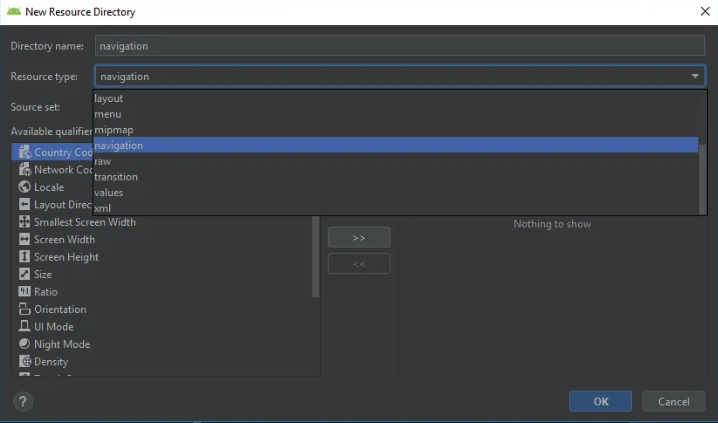 New Resource Directory
Directory name: navigation
Resource type: navigation
layout
menu
mipmap
navigation
raw
transition
values
xml
Source set:
Available qualifier
Country Cod
Network Co
Locale
Layout Direc
Smallest Screen Width
Screen Width
Screen Height
Size
Ratio
Orientation
UI Mode
Night Mode
Density
>>
<<
Nothing to show
?
OK
Cancel